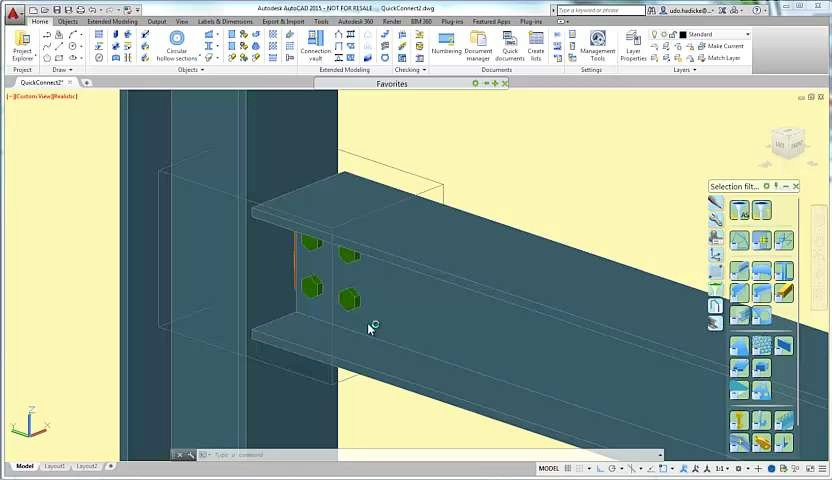 Autodesk AutoCAD 2015 - NOT FOR RESALE QuickConnect2.dwg
Type a keyword or phrase
udo.hadicke@...
Home
Objects
Extended Modeling
Output
Labels & Dimensions
Tools
Autodesk 360
Render
BIM 360
Plug-ins
Featured Apps
Plug-ins
Project
Explorer
Circular
hollow sections
Connection
vault
Numbering
Document
manager
Quick
documents
Create
lists
Management
Tools
Layer
Properties
Standard
Make Current
Match Layer
Project
Draw
Objects
Extended Modeling
Checking
Documents
Settings
Layers
QuickConnect2*
Favorites
[-][Custom View][Realistic]
LEFT
FRONT
Selection filt...
AS
Z
X
Type a command
Model
Layout1
Layout2
MODEL
1:1